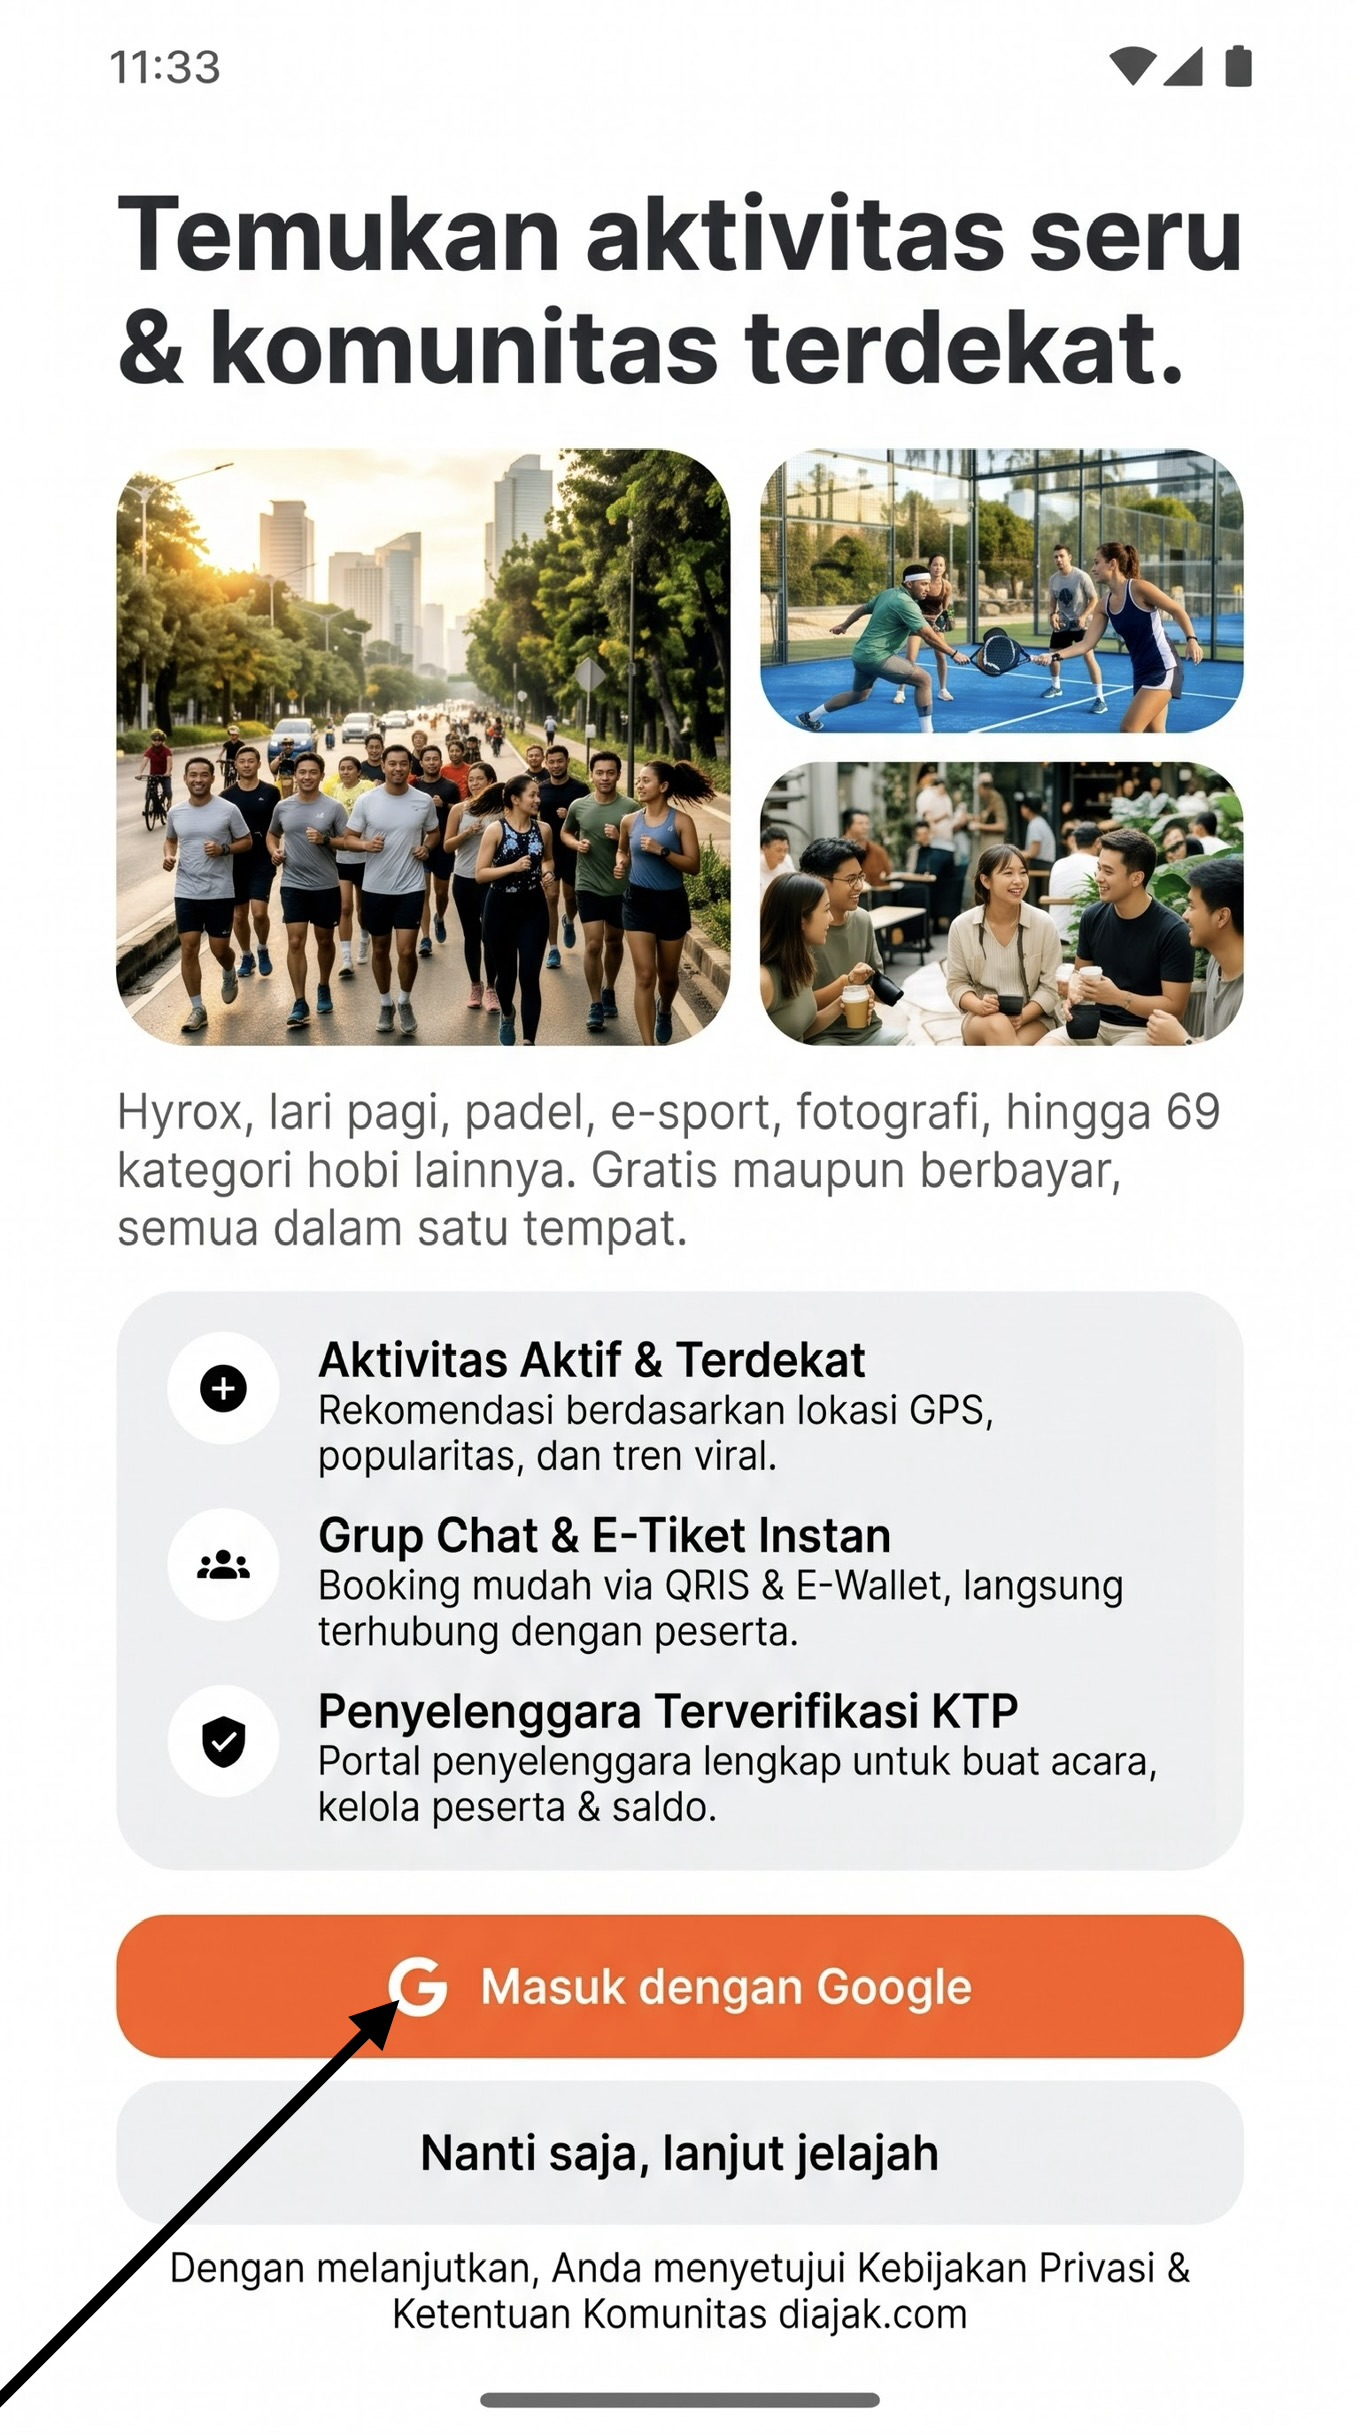 11:33
Temukan aktivitas seru
& komunitas terdekat.
Hyrox, lari pagi, padel, e-sport, fotografi, hingga 69
kategori hobi lainnya. Gratis maupun berbayar,
semua dalam satu tempat.
Aktivitas Aktif & Terdekat
Rekomendasi berdasarkan lokasi GPS,
popularitas, dan tren viral.
Grup Chat & E-Tiket Instan
Booking mudah via QRIS & E-Wallet, langsung
terhubung dengan peserta.
Penyelenggara Terverifikasi KTP
Portal penyelenggara lengkap untuk buat acara,
kelola peserta & saldo.
G Masuk dengan Google
Nanti saja, lanjut jelajah
Dengan melanjutkan, Anda menyetujui Kebijakan Privasi &
Ketentuan Komunitas diajak.com